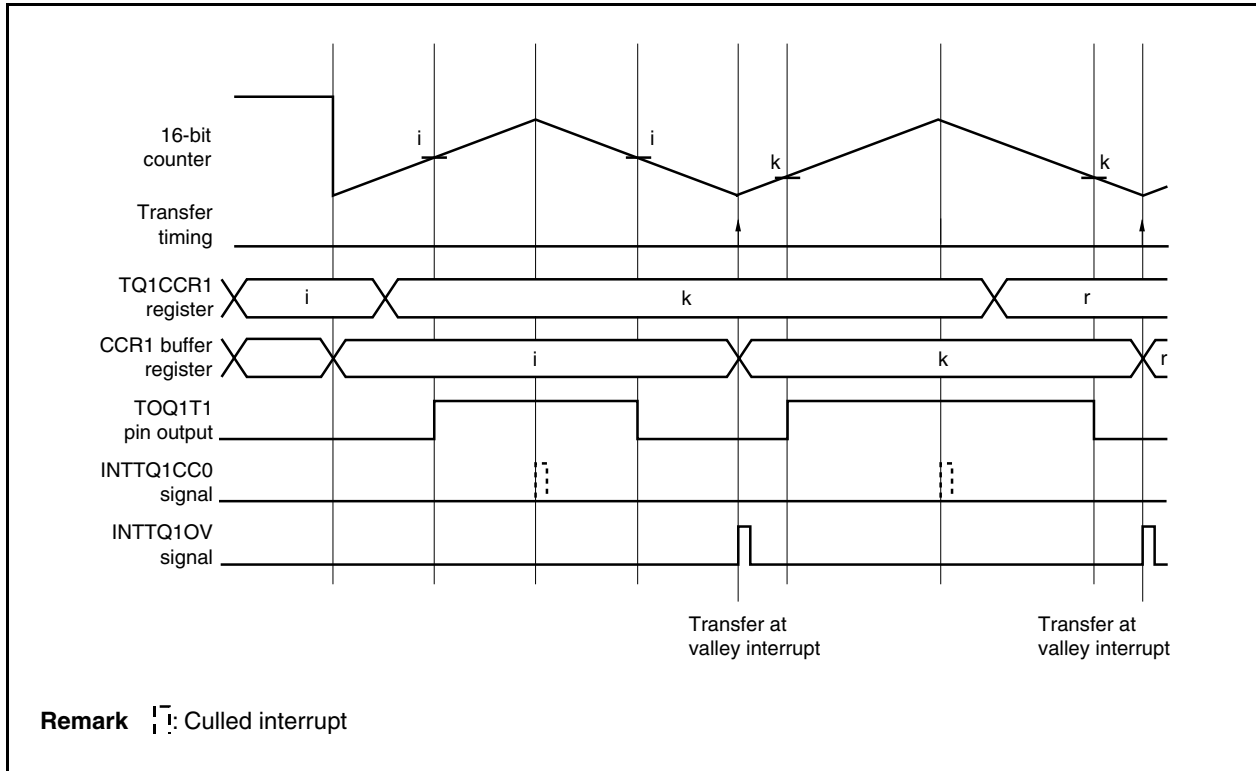 16-bit
counter
i
i
k
k
Transfer
timing
TQ1CCR1
register
i
k
r
CCR1 buffer
register
i
k
r
TOQ1T1
pin output
INTTQ1CC0
signal
INTTQ1OV
signal
Transfer at
valley interrupt
Transfer at
valley interrupt
Remark : Culled interrupt